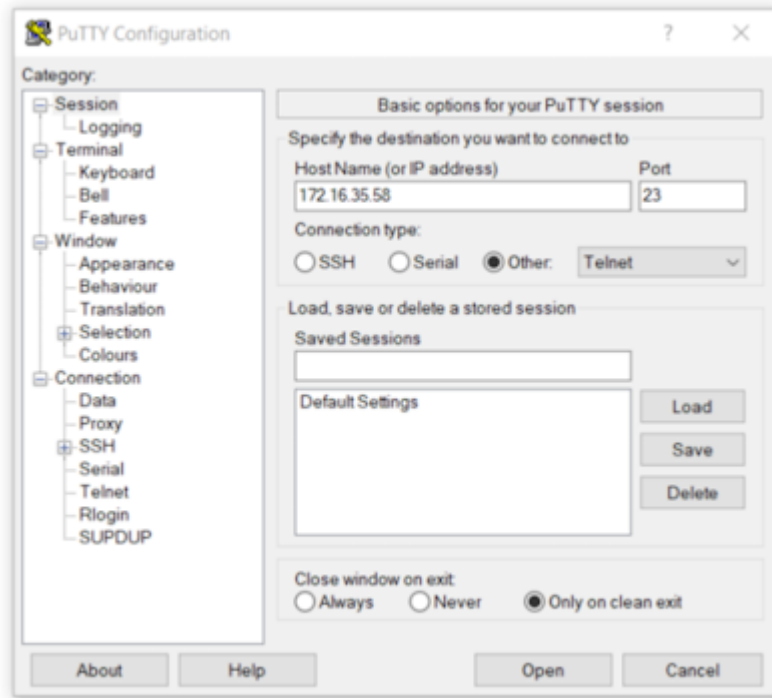 PuTTY Configuration
Category:
Session
Logging
Terminal
Keyboard
Bell
Features
Window
Appearance
Behaviour
Translation
Selection
Colours
Connection
Data
Proxy
SSH
Serial
Telnet
Rlogin
SUPDUP
Basic options for your PuTTY session
Specify the destination you want to connect to
Host Name (or IP address) Port
172.16.35.58 23
Connection type:
SSH Serial Other: Telnet
Load, save or delete a stored session
Saved Sessions
Default Settings
Load
Save
Delete
Close window on exit:
Always Never Only on clean exit
About Help Open Cancel